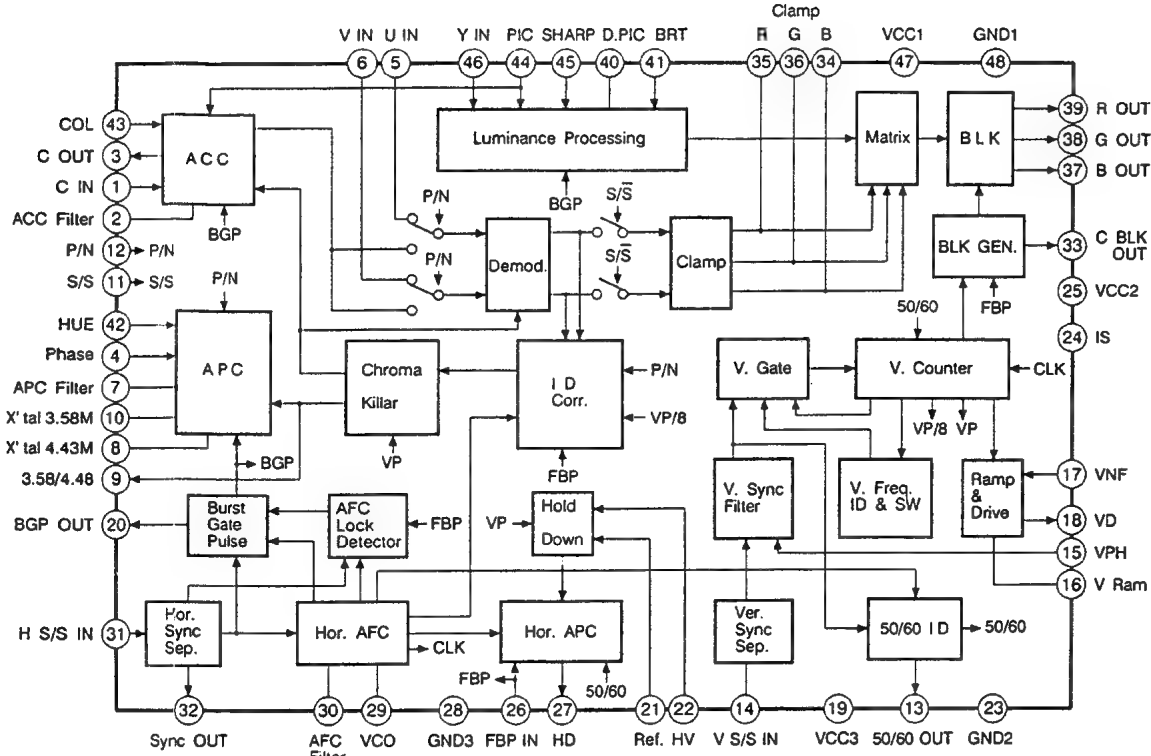 Clamp
V IN U IN Y IN PIC SHARP D.PIC BRT R G B VCC1 GND1
6 5 46 44 45 40 41 35 36 34 47 48
COL 43
C OUT 3
C IN 1
ACC Filter 2
P/N 12 P/N
S/S 11 S/S
HUE 42
Phase 4
APC Filter 7
X' tal 3.58M 10
X' tal 4.43M 8
3.58/4.48 9
BGP OUT 20
H S/S IN 31
ACC
BGP
P/N
APC
BGP
Luminance Processing
BGP
P/N
P/N
Demod.
S/S̅
S/S̅
Clamp
Matrix
BLK
39 R OUT
38 G OUT
37 B OUT
BLK GEN.
FBP
33 C BLK OUT
25 VCC2
24 IS
Chroma
Killar
VP
ID
Corr.
P/N
VP/8
FBP
V. Gate
50/60
V. Counter
CLK
VP/8 VP
V. Sync
Filter
V. Freq.
ID & SW
Ramp
&
Drive
17 VNF
18 VD
15 VPH
16 V Ram
Burst
Gate
Pulse
AFC
Lock
Detector
FBP
VP
Hold
Down
Hor.
Sync
Sep.
Hor. AFC
CLK
Hor. APC
FBP
50/60
Ver.
Sync
Sep.
50/60 ID
50/60
32 30 29 28 26 27 21 22 14 19 13 23
Sync OUT AFC VCO GND3 FBP IN HD Ref. HV V S/S IN VCC3 50/60 OUT GND2
Filter